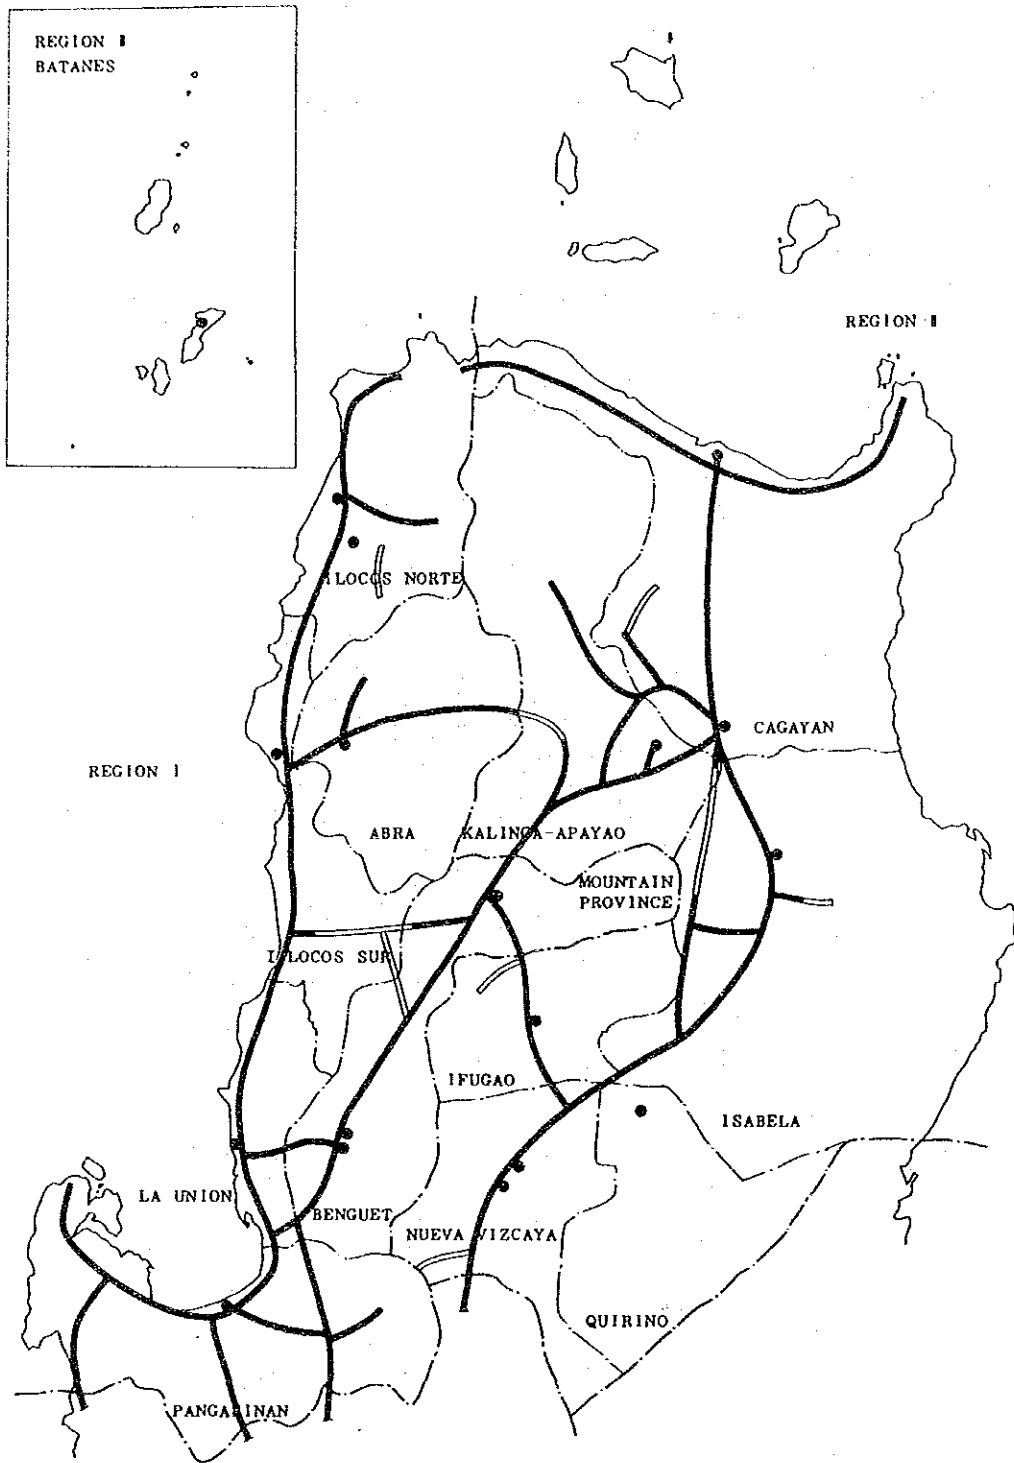 REGION II
BATANES
REGION II
ILOCOS NORTE
CAGAYAN
REGION I
ABRA
KALINGA-APAYAO
MOUNTAIN
PROVINCE
ILOCOS SUR
IFUGAO
ISABELA
LA UNION
BENGUET
NUEVA VIZCAYA
QUIRINO
PANGASINAN